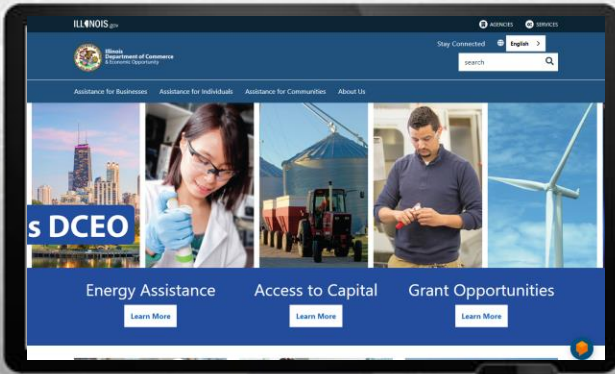 ILLINOIS.gov
AGENCIES SERVICES
Stay Connected English >
Illinois
Department of Commerce
& Economic Opportunity
search
Assistance for Businesses Assistance for Individuals Assistance for Communities About Us
s DCEO
Energy Assistance Access to Capital Grant Opportunities
Learn More Learn More Learn More